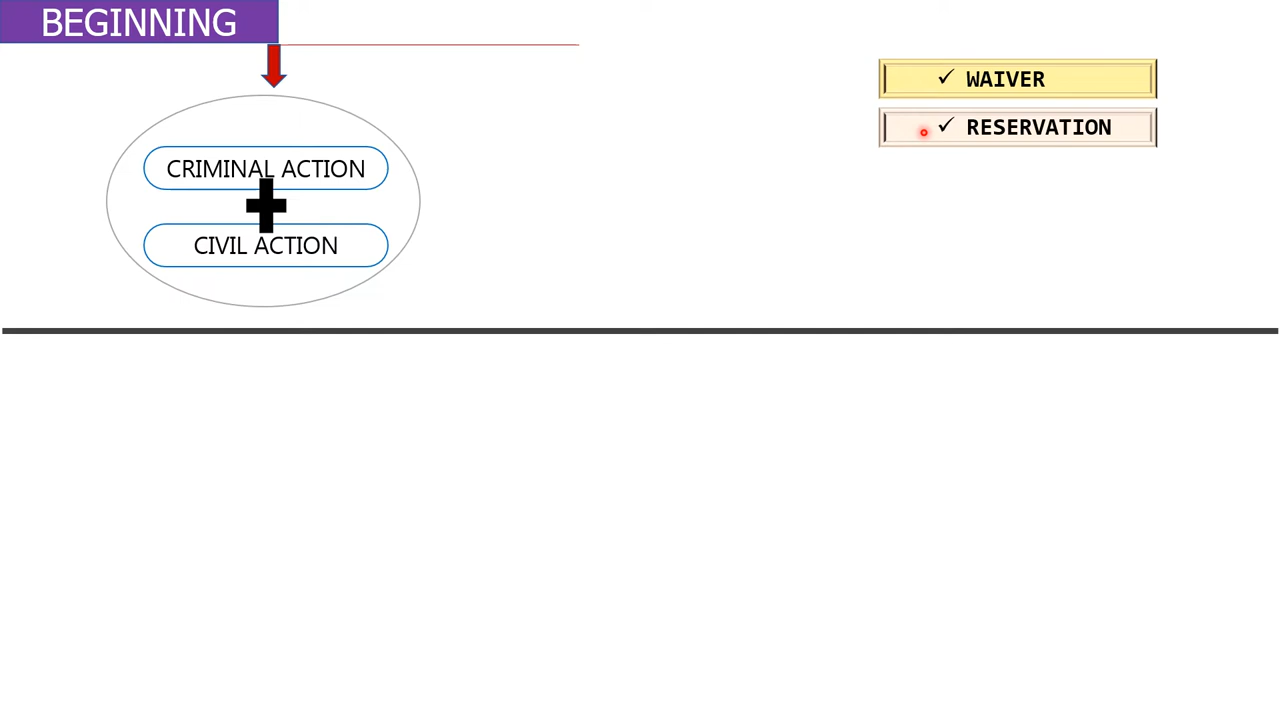 BEGINNING
✓ WAIVER
✓ RESERVATION
CRIMINAL ACTION
CIVIL ACTION